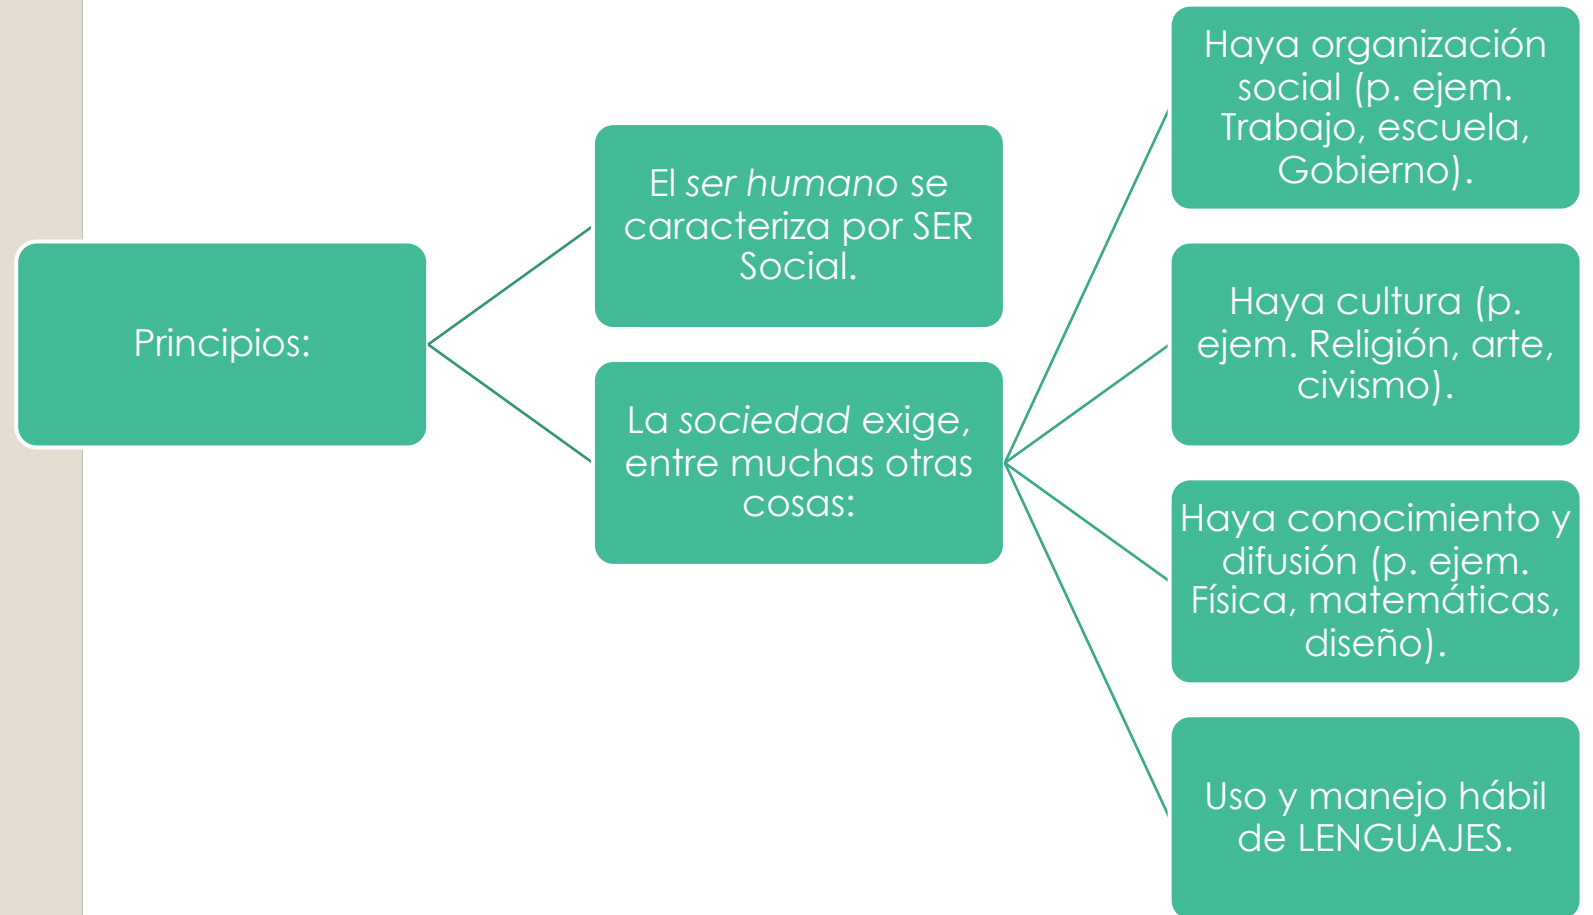 Principios:
El ser humano se
caracteriza por SER
Social.
La sociedad exige,
entre muchas otras
cosas:
Haya organización
social (p. ejem.
Trabajo, escuela,
Gobierno).
Haya cultura (p.
ejem. Religión, arte,
civismo).
Haya conocimiento y
difusión (p. ejem.
Física, matemáticas,
diseño).
Uso y manejo hábil
de LENGUAJES.